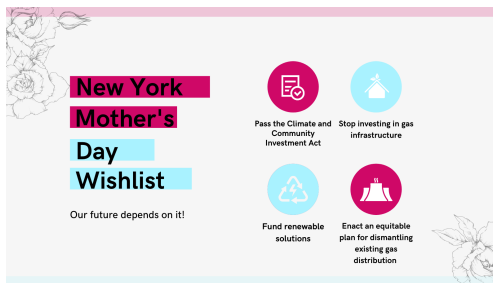 New York
Mother's
Day
Wishlist
Our future depends on it!
Pass the Climate and
Community
Investment Act
Stop investing in gas
infrastructure
Fund renewable
solutions
Enact an equitable
plan for dismantling
existing gas
distribution